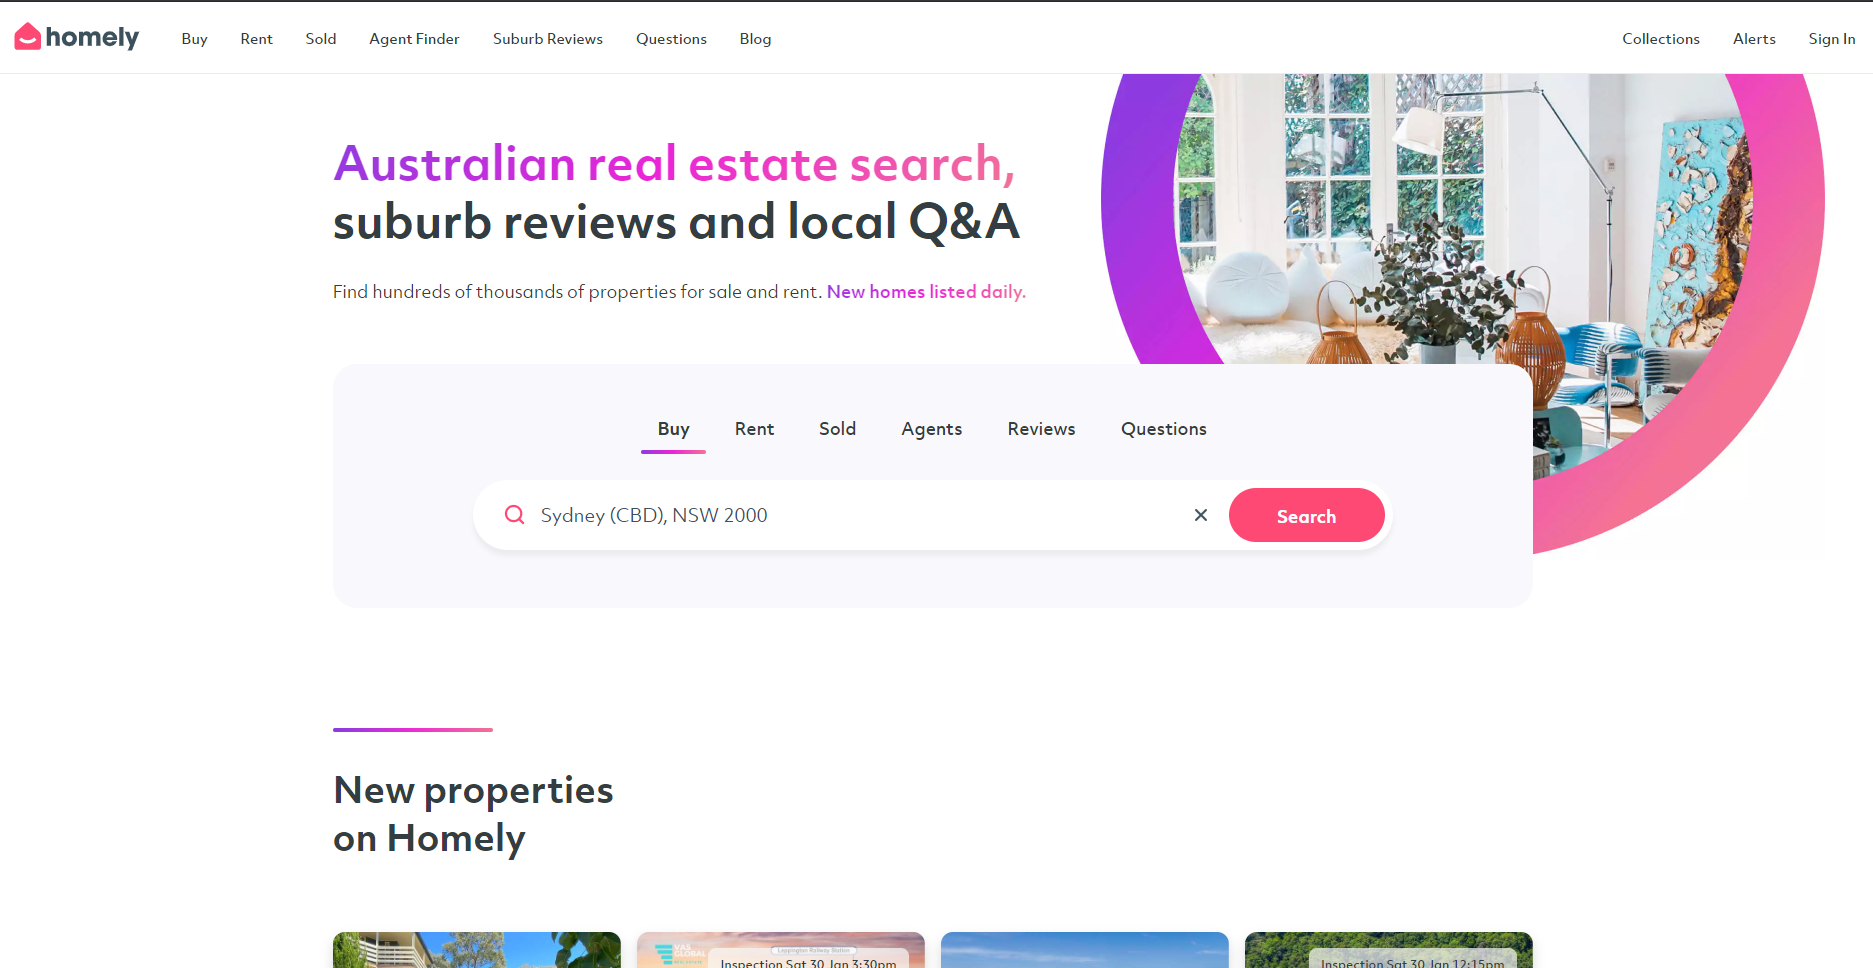 homely
Buy Rent Sold Agent Finder Suburb Reviews Questions Blog Collections Alerts Sign In
Australian real estate search,
suburb reviews and local Q&A
Find hundreds of thousands of properties for sale and rent. New homes listed daily.
Buy Rent Sold Agents Reviews Questions
Sydney (CBD), NSW 2000
Search
New properties
on Homely
Leppington Railway Station
Inspection Sat 30 Jan 3:30pm
Inspection Sat 30 Jan 12:15pm